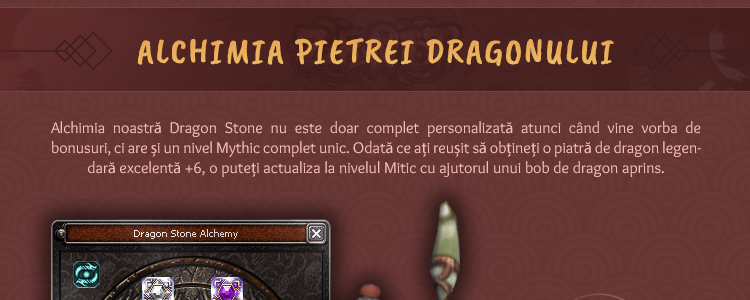 ALCHIMIA PIETREI DRAGONULUI
Alchimia noastră Dragon Stone nu este doar complet personalizată atunci când vine vorba de
bonusuri, ci are și un nivel Mythic complet unic. Odată ce ați reușit să obțineți o piatră de dragon legen-
dară excelentă +6, o puteți actualiza la nivelul Mitic cu ajutorul unui bob de dragon aprins.
Dragon Stone Alchemy